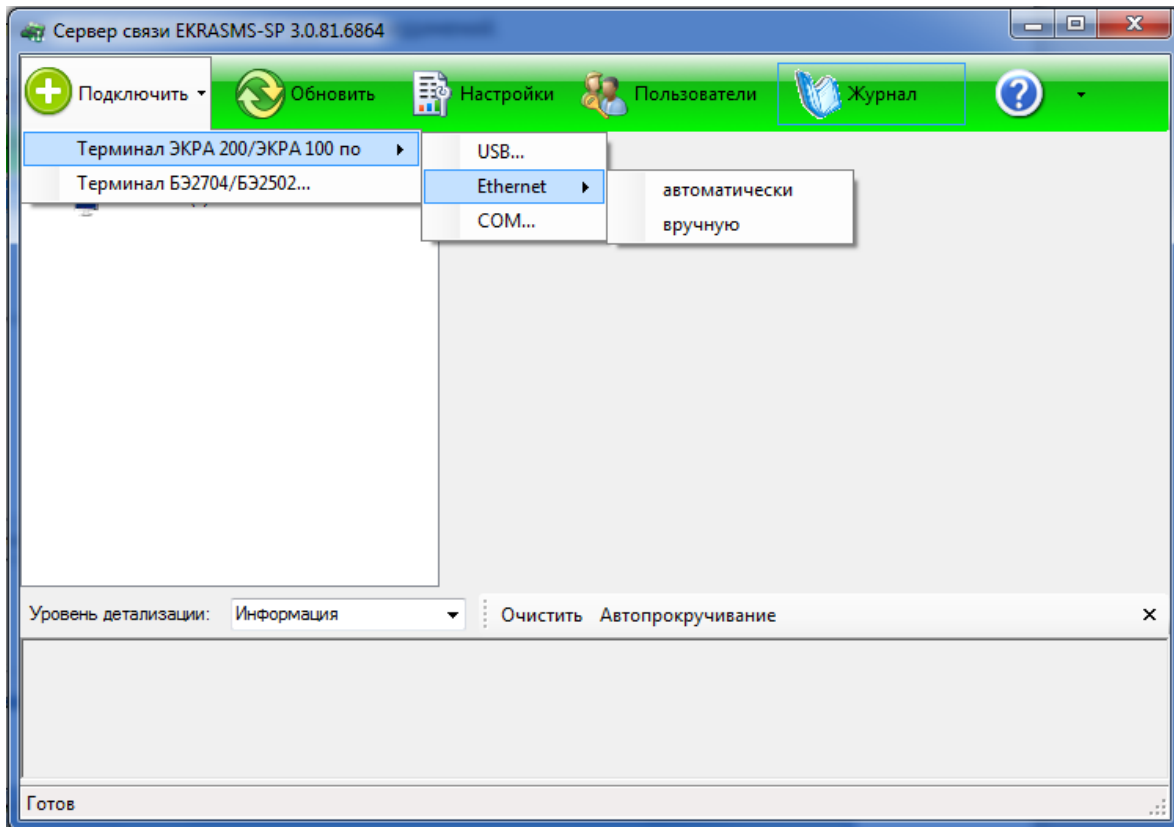 Сервер связи EKRASMS-SP 3.0.81.6864
Подключить Обновить Настройки Пользователи Журнал ?
Терминал ЭКРА 200/ЭКРА 100 по
Терминал БЭ2704/БЭ2502...
USB...
Ethernet
COM...
автоматически
вручную
Уровень детализации: Информация Очистить Автопрокручивание
Готов